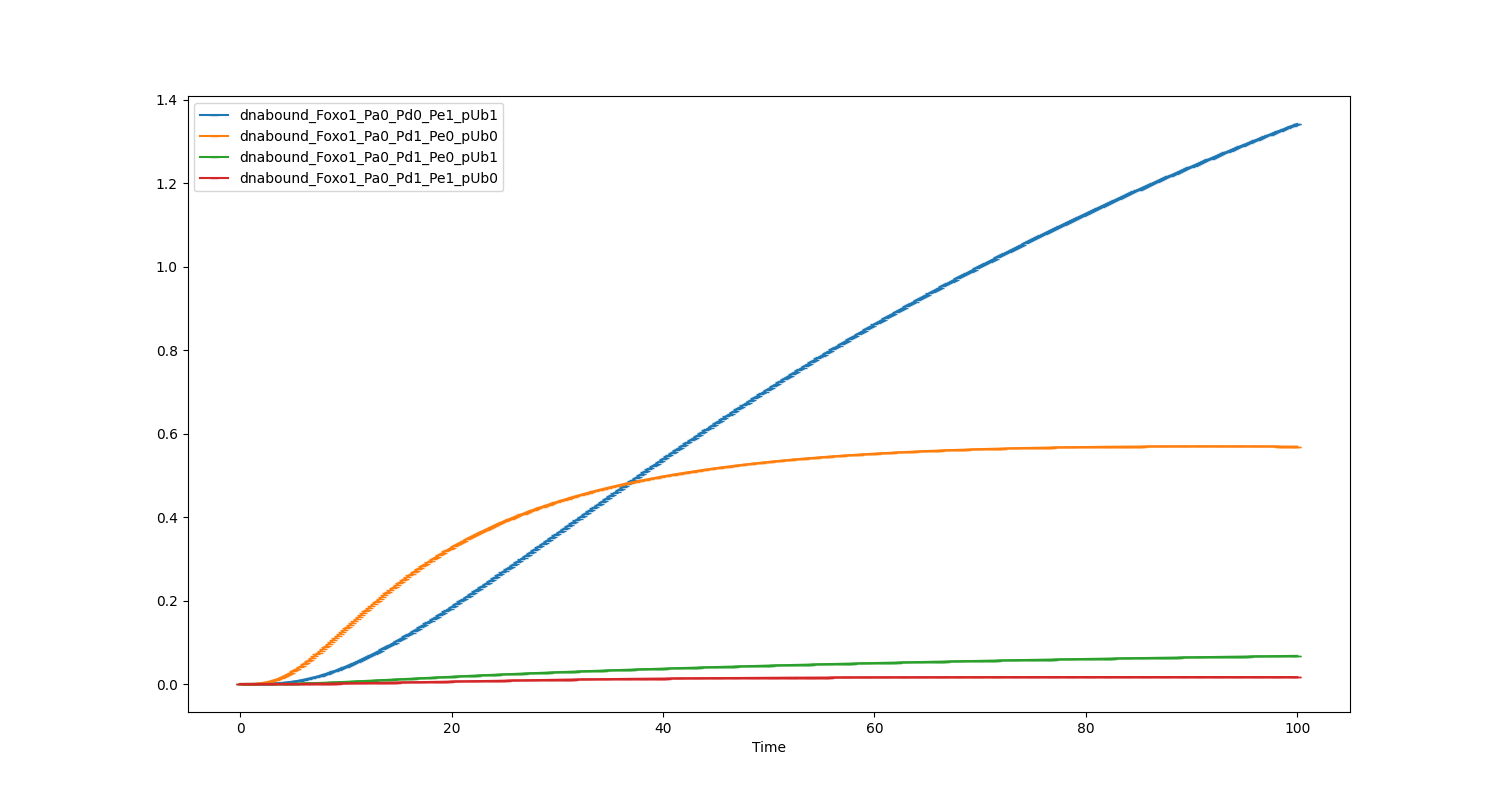 1.4
1.2
1.0
0.8
0.6
0.4
0.2
0.0
dnabound_Foxo1_Pa0_Pd0_Pe1_pUb1
dnabound_Foxo1_Pa0_Pd1_Pe0_pUb0
dnabound_Foxo1_Pa0_Pd1_Pe0_pUb1
dnabound_Foxo1_Pa0_Pd1_Pe1_pUb0
0 20 40 60 80 100
Time